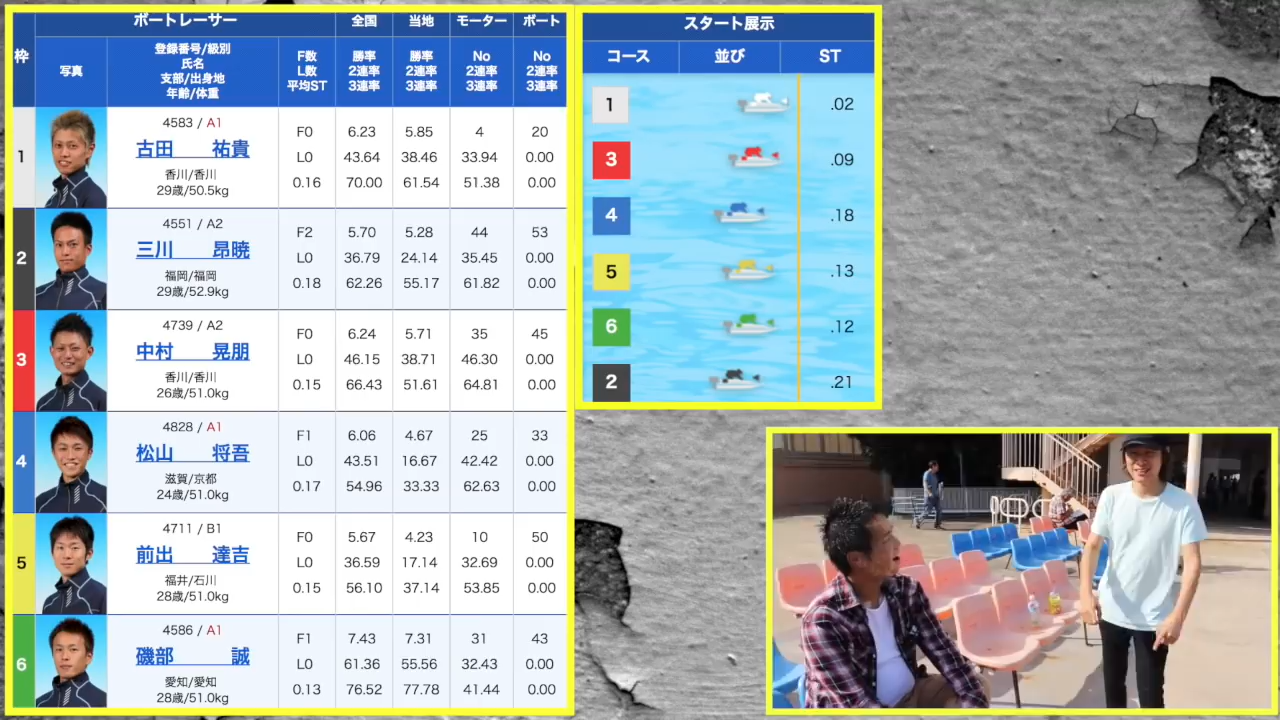 ボートレーサー 全国 当地 モーター ボート
枠 写真 登録番号/級別 氏名 支部/出身地 年齢/体重 F数 L数 平均ST 勝率 2連率 3連率 勝率 2連率 3連率 No 2連率 3連率 No 2連率 3連率
1
4583 / A1
古田 祐貴
香川/香川
29歳/50.5kg
F0 6.23 5.85 4 20
L0 43.64 38.46 33.94 0.00
0.16 70.00 61.54 51.38 0.00
2
4551 / A2
三川 昂暁
福岡/福岡
29歳/52.9kg
F2 5.70 5.28 44 53
L0 36.79 24.14 35.45 0.00
0.18 62.26 55.17 61.82 0.00
3
4739 / A2
中村 晃朋
香川/香川
26歳/51.0kg
F0 6.24 5.71 35 45
L0 46.15 38.71 46.30 0.00
0.15 66.43 51.61 64.81 0.00
4
4828 / A1
松山 将吾
滋賀/京都
24歳/51.0kg
F1 6.06 4.67 25 33
L0 43.51 16.67 42.42 0.00
0.17 54.96 33.33 62.63 0.00
5
4711 / B1
前出 達吉
福井/石川
28歳/51.0kg
F0 5.67 4.23 10 50
L0 36.59 17.14 32.69 0.00
0.15 56.10 37.14 53.85 0.00
6
4586 / A1
磯部 誠
愛知/愛知
28歳/51.0kg
F1 7.43 7.31 31 43
L0 61.36 55.56 32.43 0.00
0.13 76.52 77.78 41.44 0.00
スタート展示
コース 並び ST
1 .02
3 .09
4 .18
5 .13
6 .12
2 .21